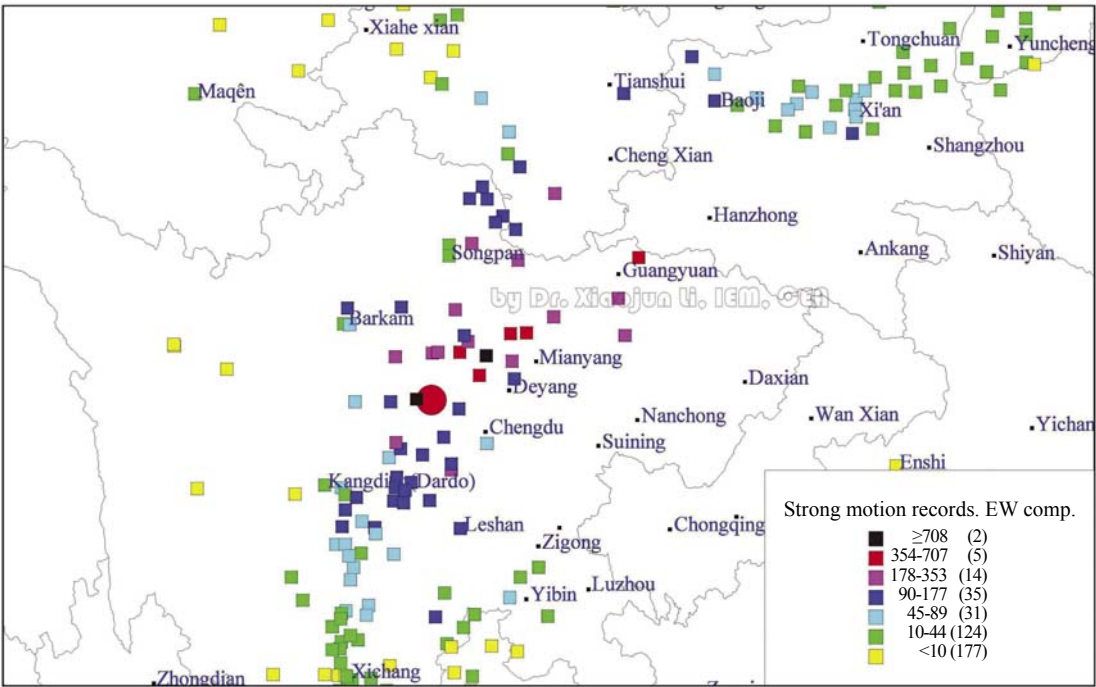 Xiahe xian
Tongchuan
Yuncheng
Tianshui
Maqên
Baoji
Xi'an
Shangzhou
Cheng Xian
Hanzhong
Ankang
Shiyan
Songpan
Guangyuan
by Dr. Xiaojun Li, IEM, CEA
Barkam
Mianyang
Daxian
Deyang
Wan Xian
Nanchong
Yichan
Chengdu
Suining
Enshi
Kangding (Dardo)
Leshan
Chongqing
Zigong
Luzhou
Yibin
Xichang
Zhongdian
Strong motion records. EW comp.
≥708 (2)
354-707 (5)
178-353 (14)
90-177 (35)
45-89 (31)
10-44 (124)
<10 (177)